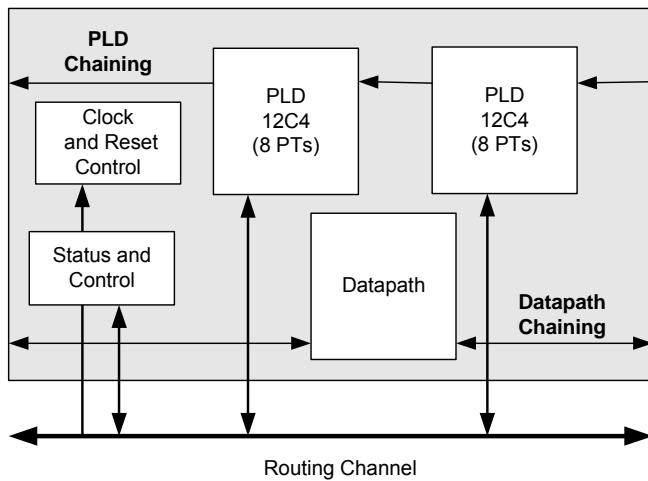 PLD
Chaining
PLD
12C4
(8 PTs)
PLD
12C4
(8 PTs)
Clock
and Reset
Control
Status and
Control
Datapath
Datapath
Chaining
Routing Channel